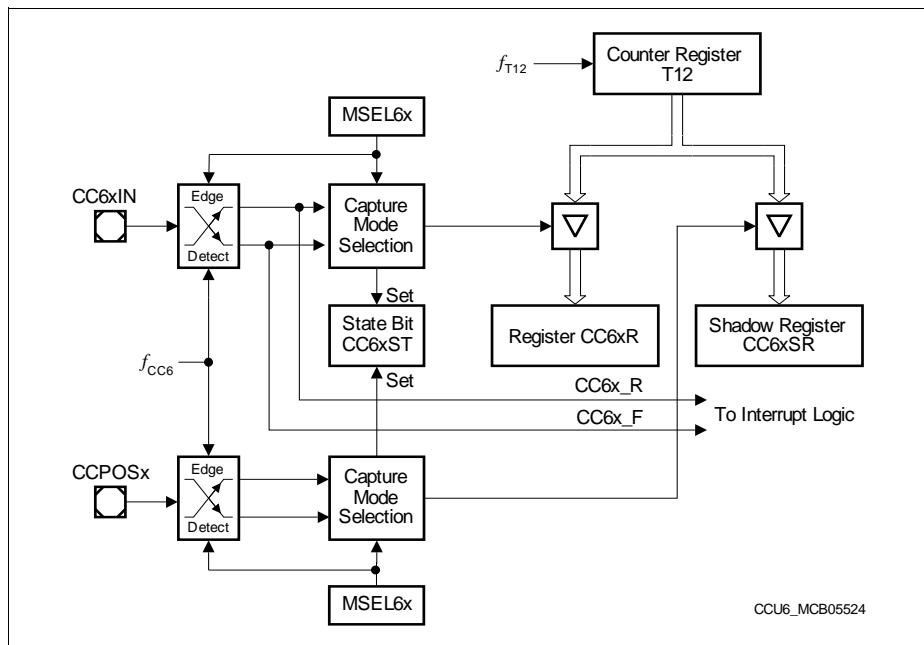 Counter Register
T12
fT12
MSEL6x
CC6xIN
Edge
Detect
Capture
Mode
Selection
Set
State Bit
CC6xST
Set
Register CC6xR
Shadow Register
CC6xSR
fCC6
CC6x_R
CC6x_F
To Interrupt Logic
CCPOSx
Edge
Detect
Capture
Mode
Selection
MSEL6x
CCU6_MCB05524